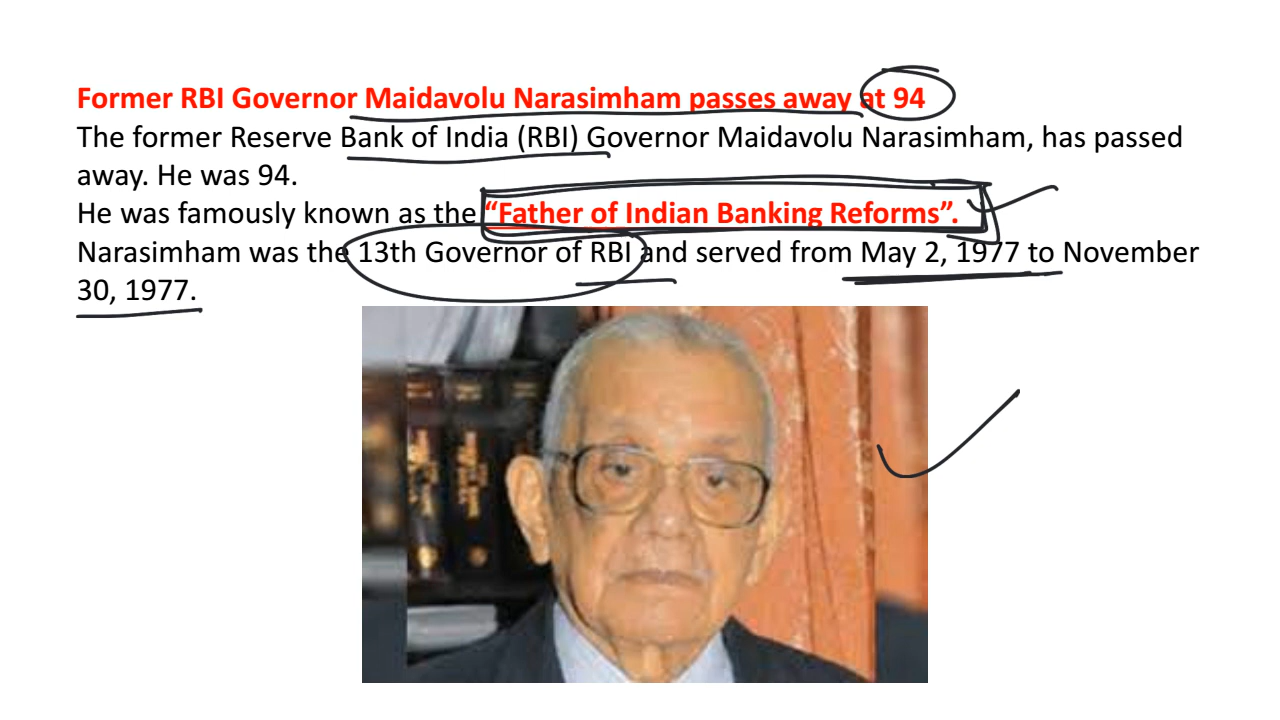 Former RBI Governor Maidavolu Narasimham passes away at 94
The former Reserve Bank of India (RBI) Governor Maidavolu Narasimham, has passed
away. He was 94.
He was famously known as the “Father of Indian Banking Reforms”.
Narasimham was the 13th Governor of RBI and served from May 2, 1977 to November
30, 1977.